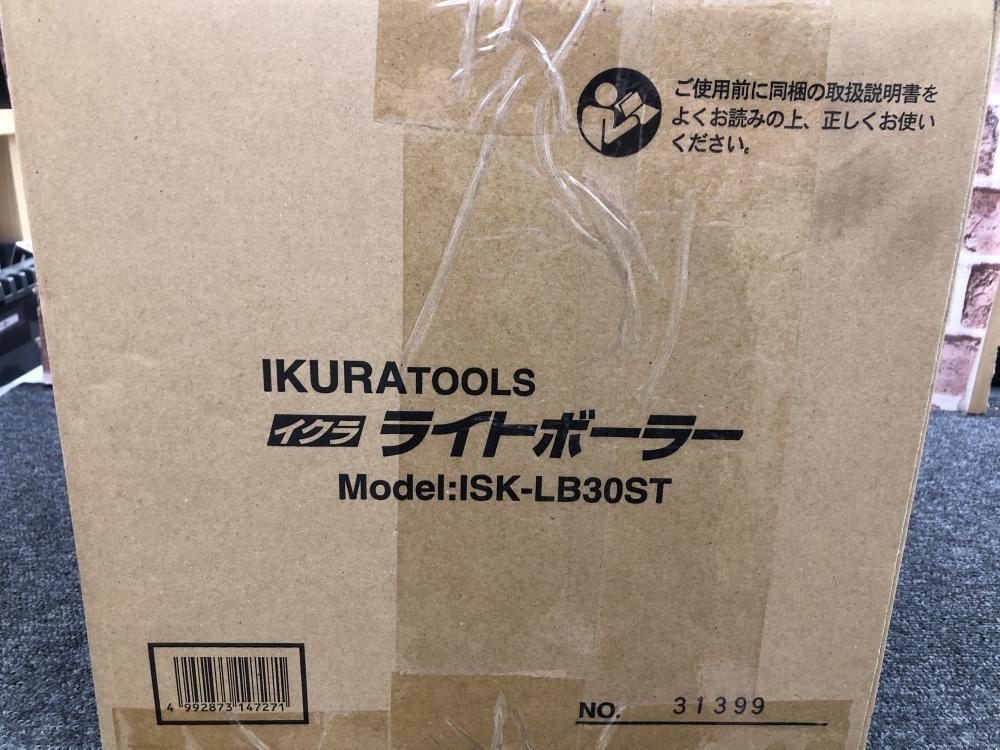 ご使用前に同梱の取扱説明書を
よくお読みの上、正しくお使い
ください。
IKURATOOLS
イクラ ライトボーラー
Model:ISK-LB30ST
4 992873 147271
NO. 31399